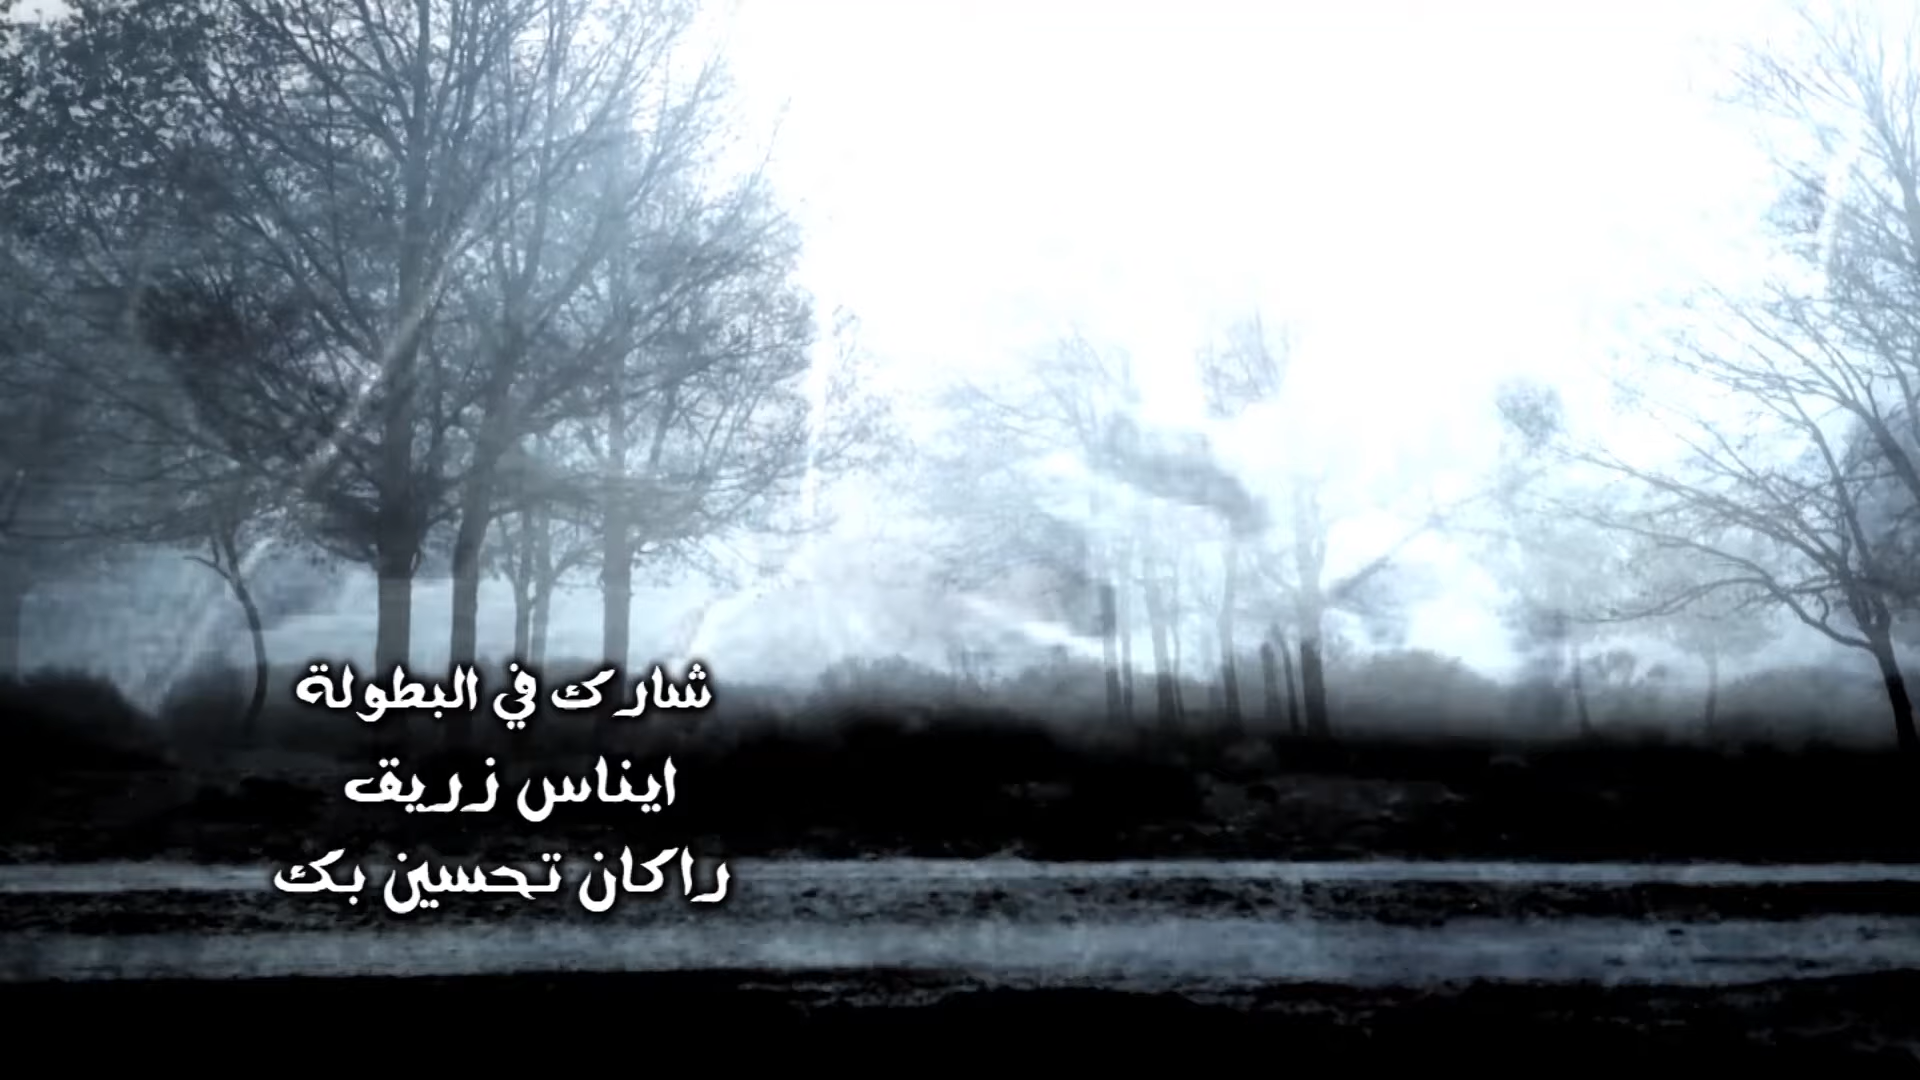 شارك في البطولة
ايناس زريق
راكان تحسين بك